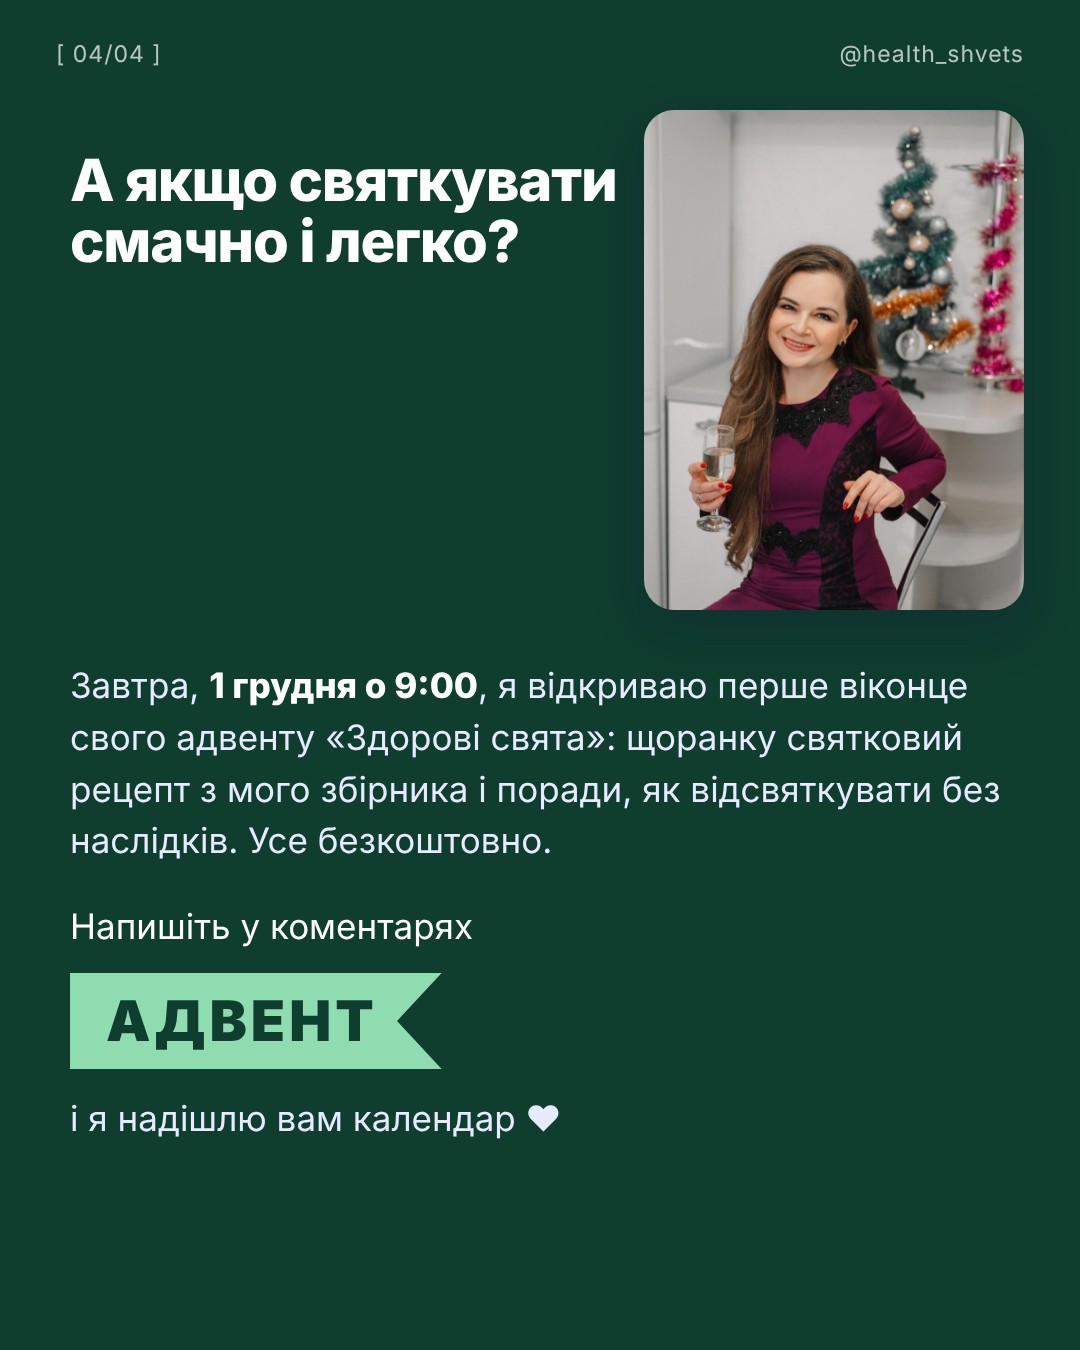 [ 04/04 ]
@health_shvets
А якщо святкувати
смачно і легко?
Завтра, 1 грудня о 9:00, я відкриваю перше віконце
свого адвенту «Здорові свята»: щоранку святковий
рецепт з мого збірника і поради, як відсвяткувати без
наслідків. Усе безкоштовно.
Напишіть у коментарях
АДВЕНТ
і я надішлю вам календар ♥